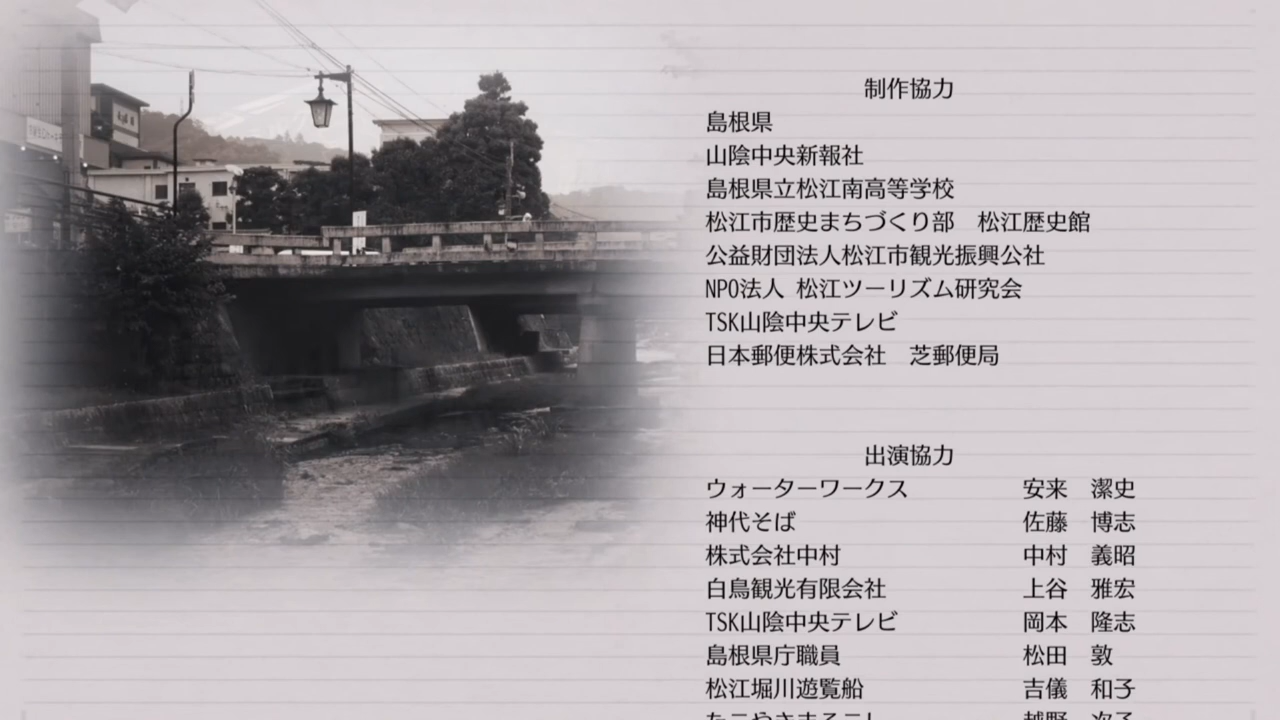 制作協力
島根県
山陰中央新報社
島根県立松江南高等学校
松江市歴史まちづくり部　松江歴史館
公益財団法人松江市観光振興公社
NPO法人 松江ツーリズム研究会
TSK山陰中央テレビ
日本郵便株式会社　芝郵便局
出演協力
ウォーターワークス　安来　潔史
神代そば　佐藤　博志
株式会社中村　中村　義昭
白鳥観光有限会社　上谷　雅宏
TSK山陰中央テレビ　岡本　隆志
島根県庁職員　松田　敦
松江堀川遊覧船　吉儀　和子